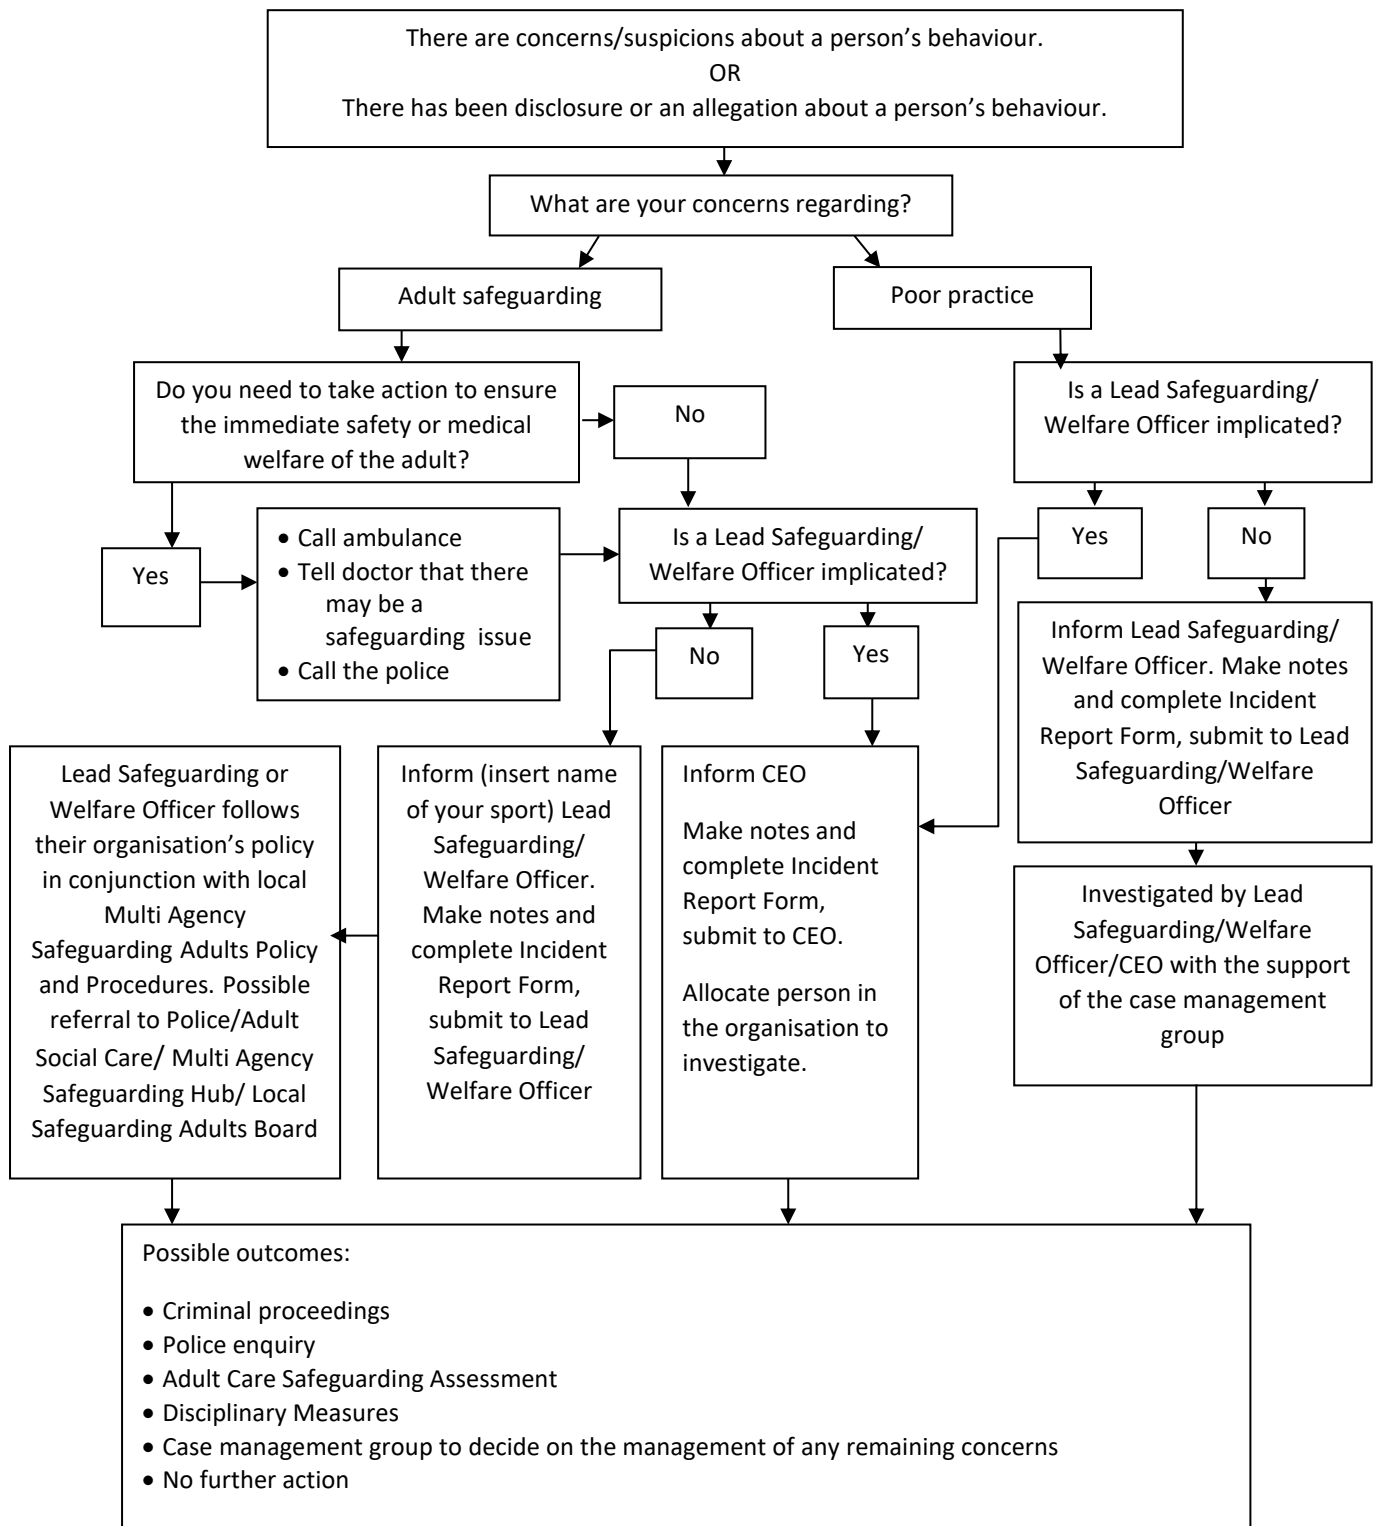 There are concerns/suspicions about a person’s behaviour.
OR
There has been disclosure or an allegation about a person’s behaviour.
What are your concerns regarding?
Adult safeguarding
Poor practice
Do you need to take action to ensure
the immediate safety or medical
welfare of the adult?
No
Is a Lead Safeguarding/
Welfare Officer implicated?
Yes
• Call ambulance
• Tell doctor that there
may be a
safeguarding issue
• Call the police
Is a Lead Safeguarding/
Welfare Officer implicated?
Yes
No
No
Yes
Inform Lead Safeguarding/
Welfare Officer. Make notes
and complete Incident
Report Form, submit to Lead
Safeguarding/Welfare
Officer
Lead Safeguarding or
Welfare Officer follows
their organisation’s policy
in conjunction with local
Multi Agency
Safeguarding Adults Policy
and Procedures. Possible
referral to Police/Adult
Social Care/ Multi Agency
Safeguarding Hub/ Local
Safeguarding Adults Board
Inform (insert name
of your sport) Lead
Safeguarding/
Welfare Officer.
Make notes and
complete Incident
Report Form,
submit to Lead
Safeguarding/
Welfare Officer
Inform CEO
Make notes and
complete Incident
Report Form,
submit to CEO.
Allocate person in
the organisation to
investigate.
Investigated by Lead
Safeguarding/Welfare
Officer/CEO with the support
of the case management
group
Possible outcomes:
• Criminal proceedings
• Police enquiry
• Adult Care Safeguarding Assessment
• Disciplinary Measures
• Case management group to decide on the management of any remaining concerns
• No further action